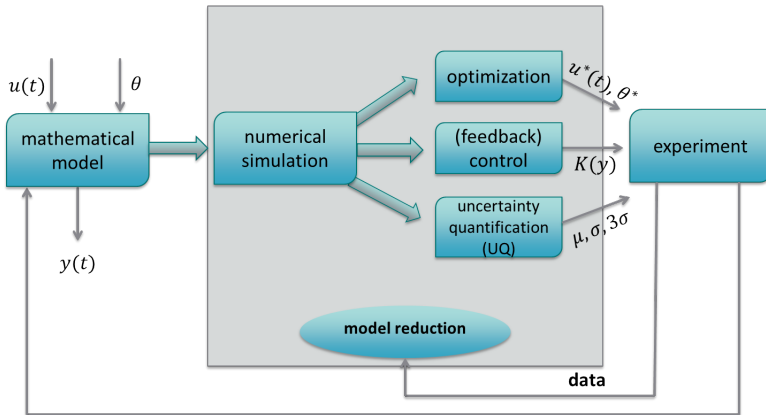 u(t)
θ
mathematical
model
y(t)
numerical
simulation
optimization
(feedback)
control
uncertainty
quantification
(UQ)
u*(t), θ*
K(y)
μ, σ, 3σ
experiment
model reduction
data